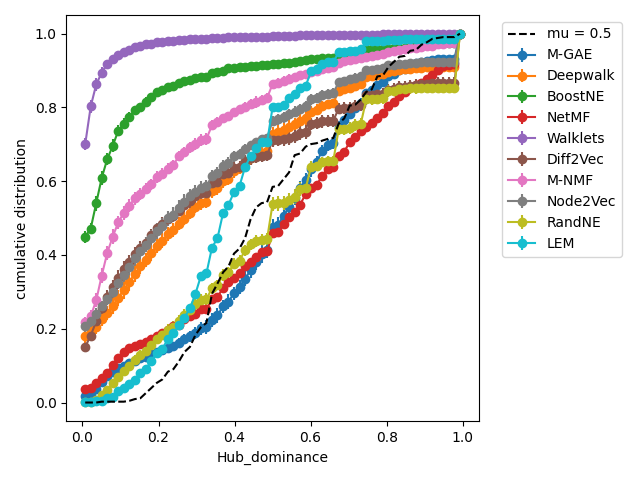 1.0
0.8
0.6
0.4
0.2
0.0
cumulative distribution
0.0 0.2 0.4 0.6 0.8 1.0
Hub_dominance
mu = 0.5
M-GAE
Deepwalk
BoostNE
NetMF
Walklets
Diff2Vec
M-NMF
Node2Vec
RandNE
LEM